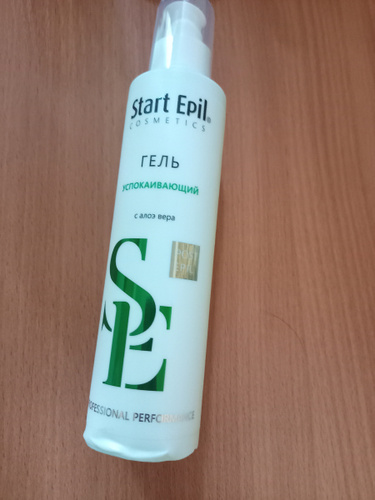 Start Epil®
COSMETICS
ГЕЛЬ
УСПОКАИВАЮЩИЙ
с алоэ вера
SE
PROFESSIONAL PERFORMANCE